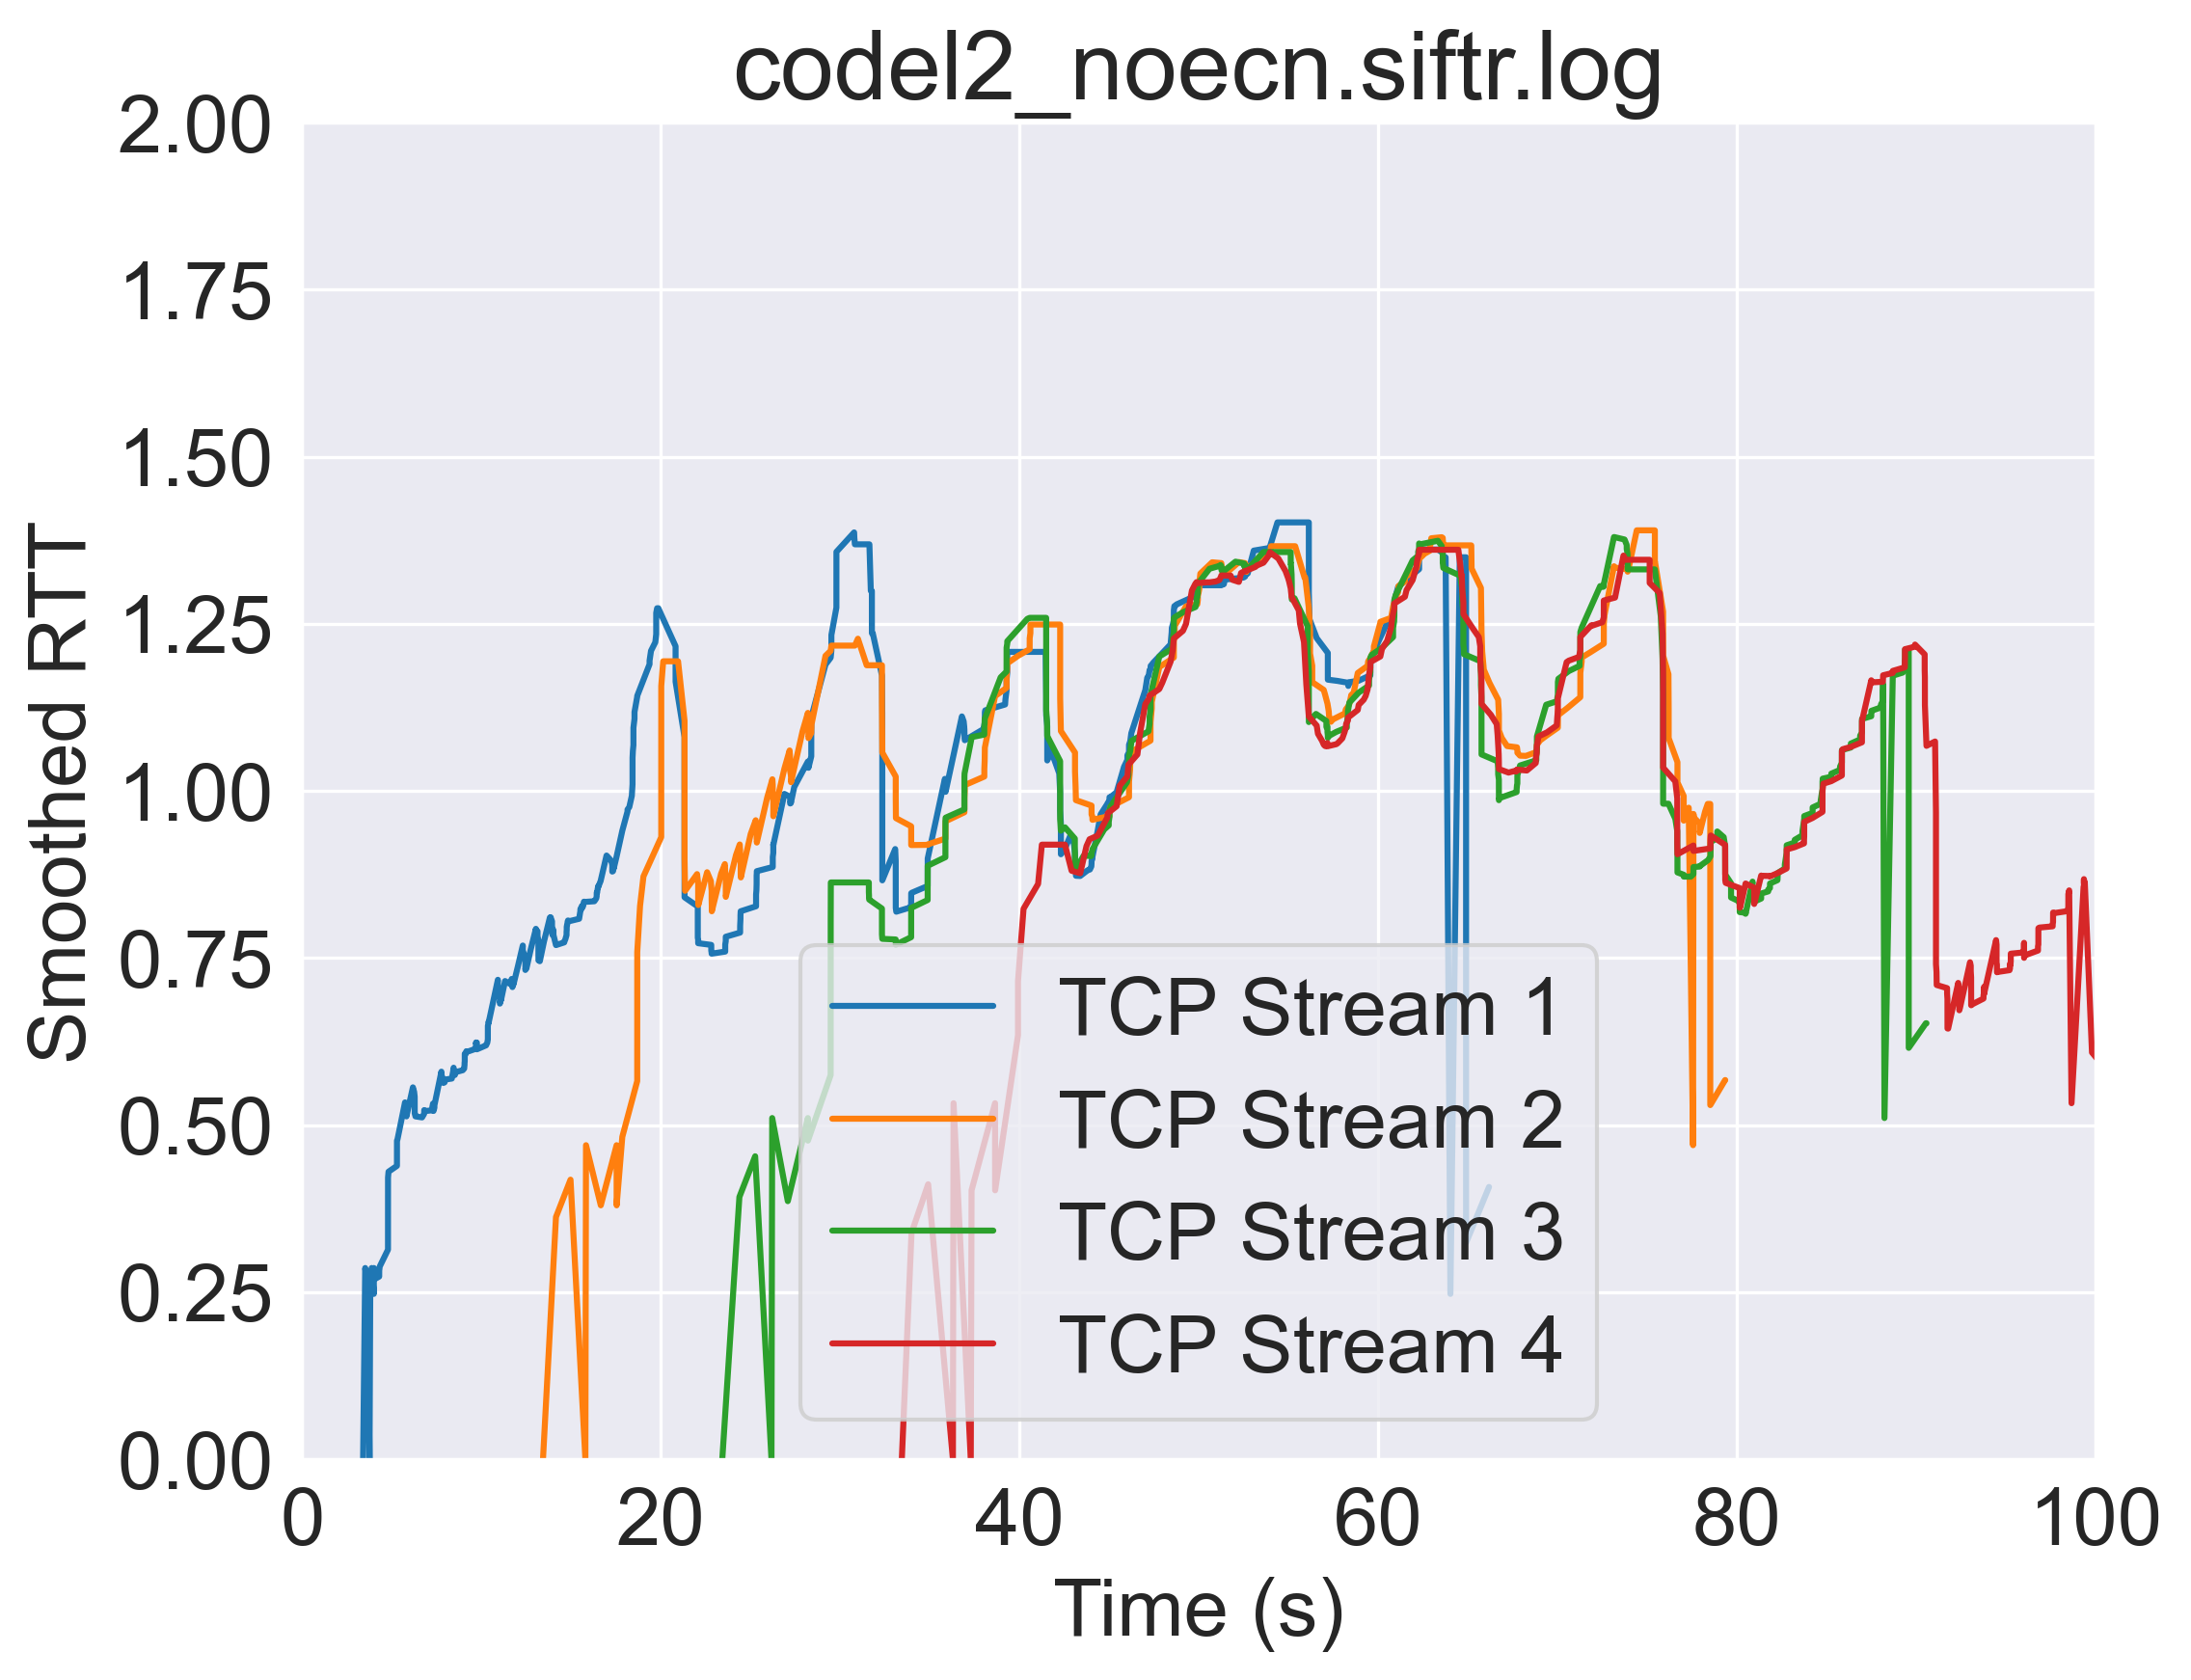 codel2_noecn.siftr.log
2.00
1.75
1.50
1.25
1.00
0.75
0.50
0.25
0.00
Smoothed RTT
TCP Stream 1
TCP Stream 2
TCP Stream 3
TCP Stream 4
0 20 40 60 80 100
Time (s)